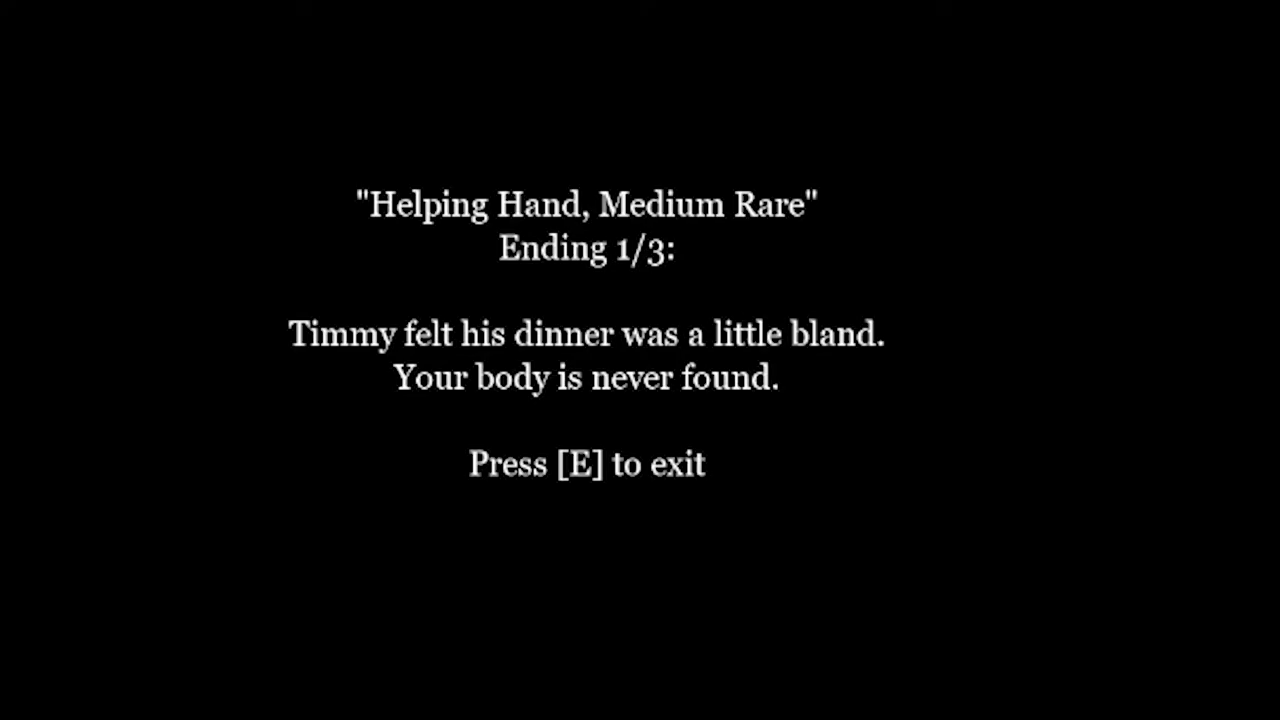 "Helping Hand, Medium Rare"
Ending 1/3:
Timmy felt his dinner was a little bland.
Your body is never found.
Press [E] to exit